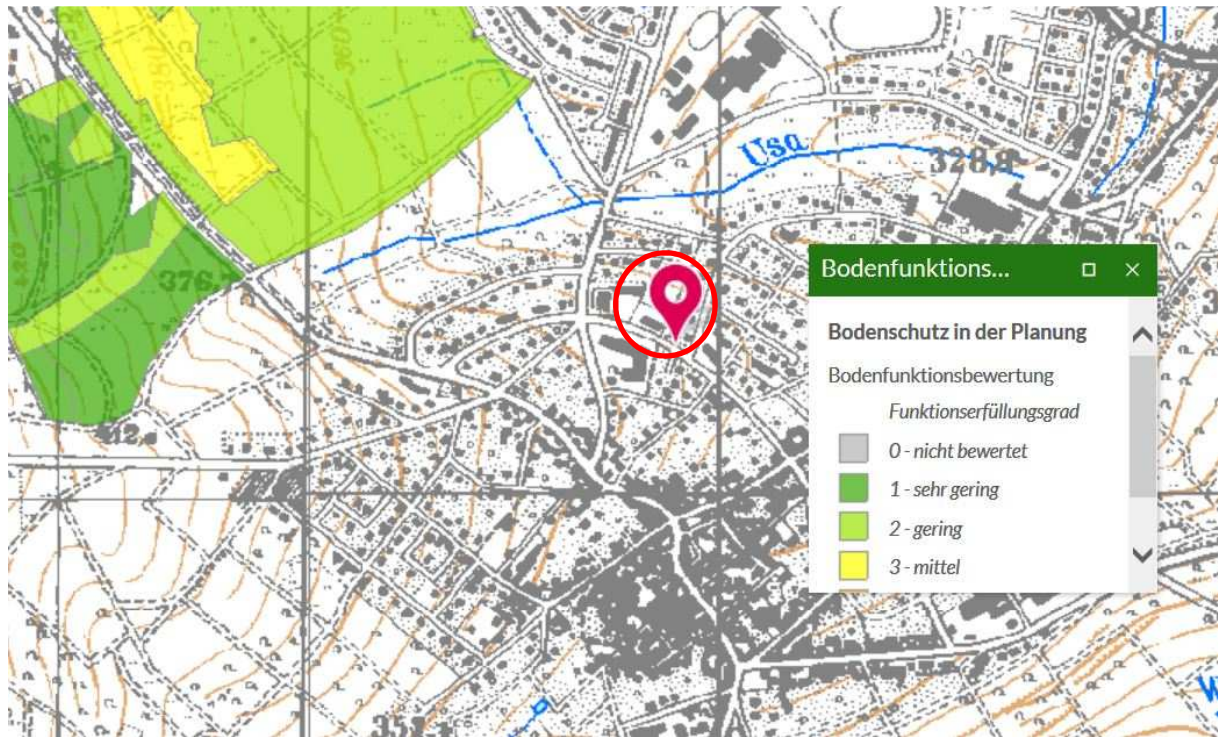 Usa
328,8
376,
Bodenfunktions...
Bodenschutz in der Planung
Bodenfunktionsbewertung
Funktionserfüllungsgrad
0 - nicht bewertet
1 - sehr gering
2 - gering
3 - mittel